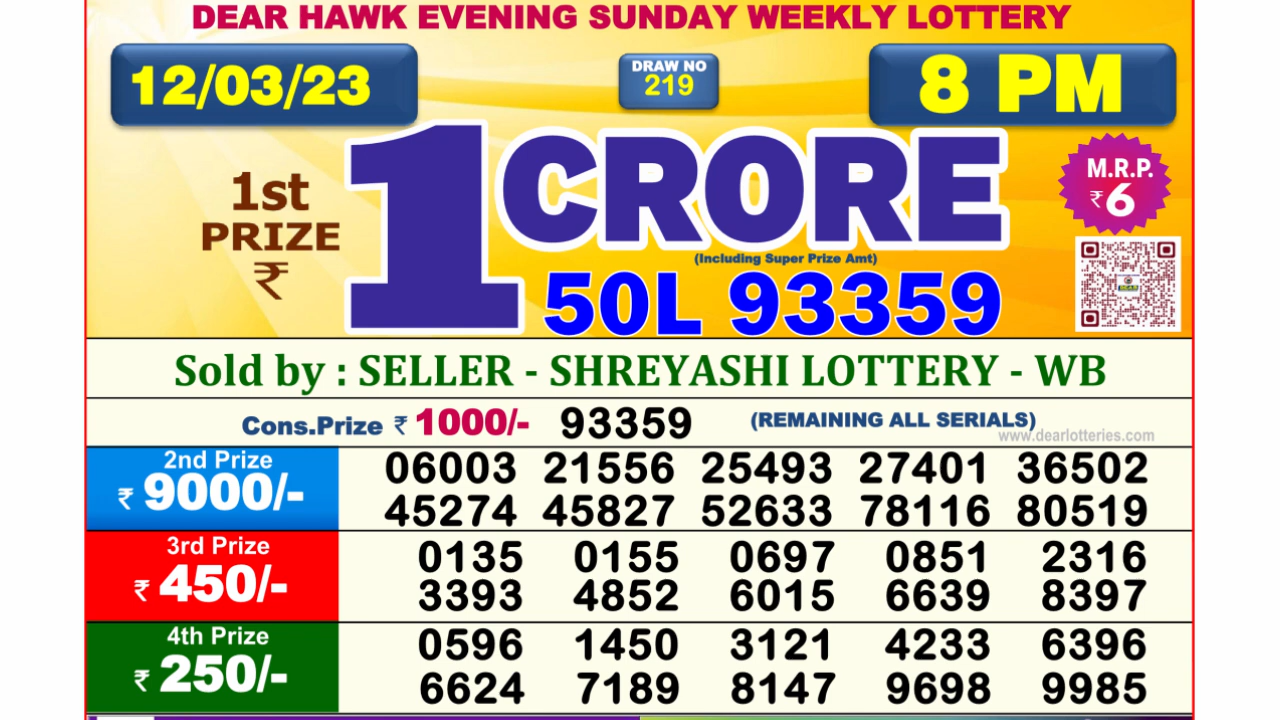 DEAR HAWK EVENING SUNDAY WEEKLY LOTTERY
12/03/23 DRAW NO 219 8 PM
1st PRIZE ₹ 1 CRORE
M.R.P. ₹ 6
(Including Super Prize Amt)
50L 93359
Sold by : SELLER - SHREYASHI LOTTERY - WB
Cons.Prize ₹ 1000/- 93359 (REMAINING ALL SERIALS)
www.dearlotteries.com
2nd Prize ₹ 9000/-
06003 21556 25493 27401 36502
45274 45827 52633 78116 80519
3rd Prize ₹ 450/-
0135 0155 0697 0851 2316
3393 4852 6015 6639 8397
4th Prize ₹ 250/-
0596 1450 3121 4233 6396
6624 7189 8147 9698 9985